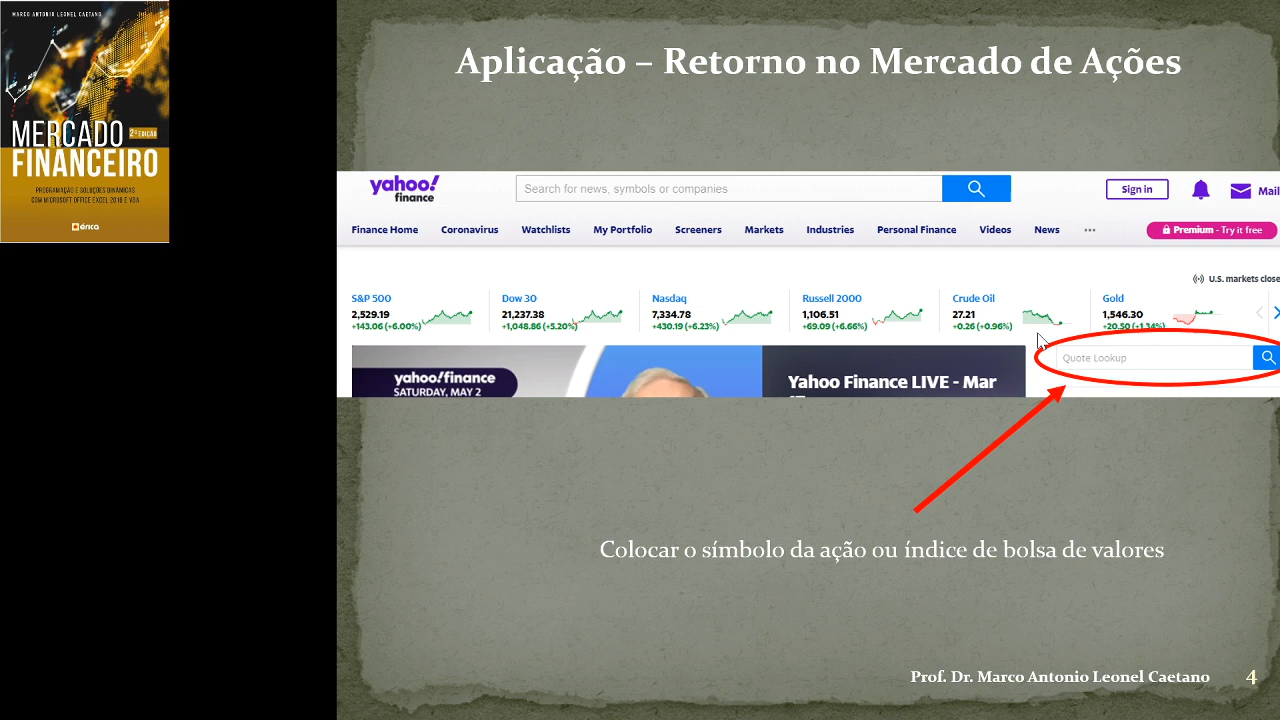 MARCO ANTONIO LEONEL CAETANO
MERCADO 2ª EDIÇÃO
FINANCEIRO
PROGRAMAÇÃO E SOLUÇÕES DINÂMICAS
COM MICROSOFT OFFICE EXCEL 2016 E VBA
érica
Aplicação – Retorno no Mercado de Ações
yahoo!
finance
Search for news, symbols or companies
Sign in
Mail
Finance Home Coronavirus Watchlists My Portfolio Screeners Markets Industries Personal Finance Videos News ••• Premium - Try it free
U.S. markets close
S&P 500 Dow 30 Nasdaq Russell 2000 Crude Oil Gold
2,529.19 21,237.38 7,334.78 1,106.51 27.21 1,546.30
+143.06 (+6.00%) +1,048.86 (+5.20%) +430.19 (+6.23%) +69.09 (+6.66%) +0.26 (+0.96%) +20.50 (+1.34%)
Quote Lookup
yahoo!finance
SATURDAY, MAY 2
Yahoo Finance LIVE - Mar
Colocar o símbolo da ação ou índice de bolsa de valores
Prof. Dr. Marco Antonio Leonel Caetano 4